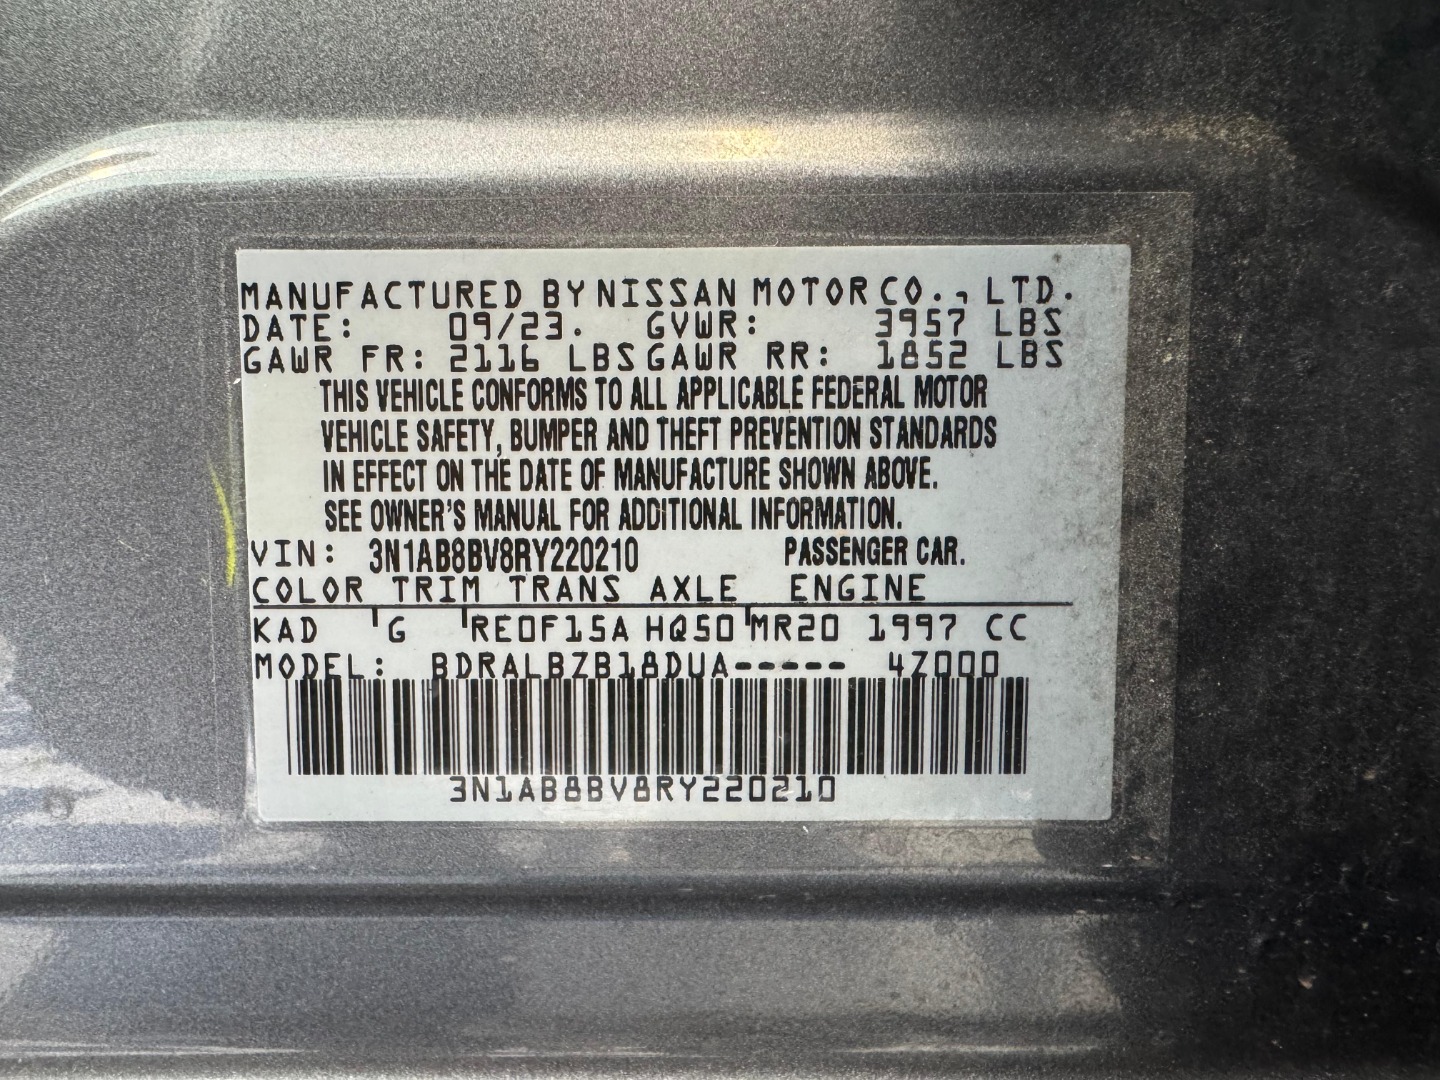 MANUFACTURED BY NISSAN MOTOR CO., LTD.
DATE: 09/23. GVWR: 3957 LBS
GAWR FR: 2116 LBS GAWR RR: 1852 LBS
THIS VEHICLE CONFORMS TO ALL APPLICABLE FEDERAL MOTOR
VEHICLE SAFETY, BUMPER AND THEFT PREVENTION STANDARDS
IN EFFECT ON THE DATE OF MANUFACTURE SHOWN ABOVE.
SEE OWNER'S MANUAL FOR ADDITIONAL INFORMATION.
VIN: 3N1AB8BV8RY220210 PASSENGER CAR.
COLOR TRIM TRANS AXLE ENGINE
KAD G RE0F15A HQ50 MR20 1997 CC
MODEL: BDRALBZB18DUA----- 4Z000
3N1AB8BV8RY220210